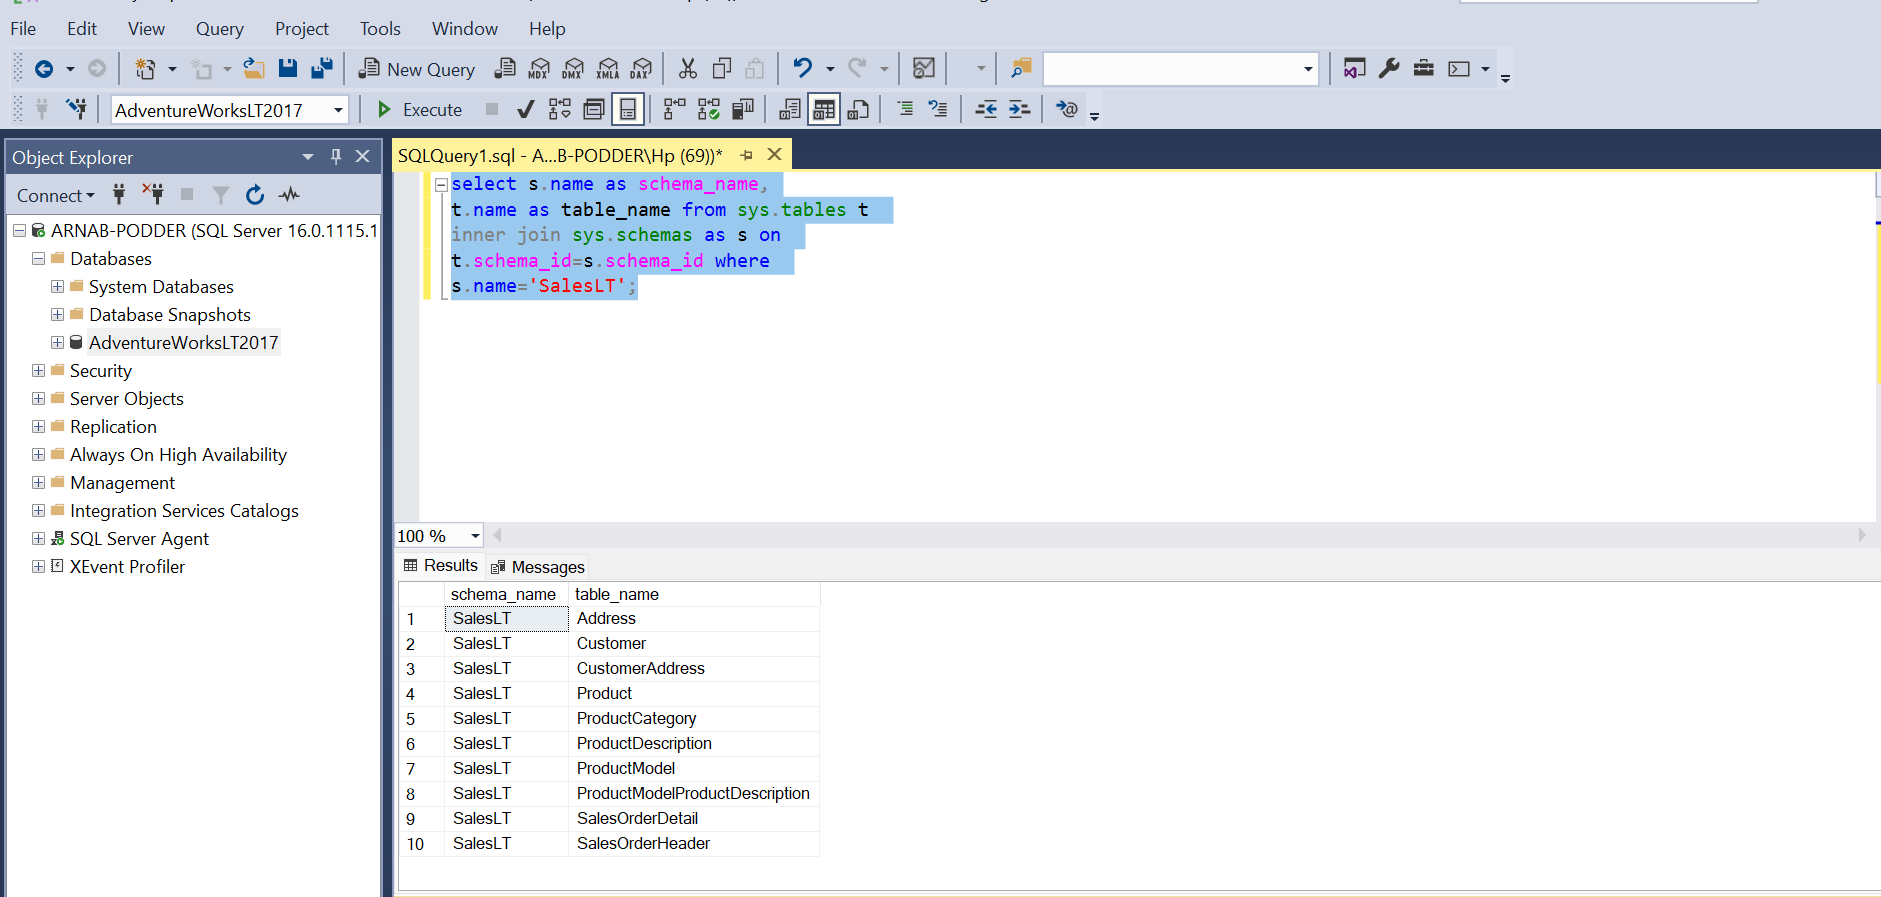 File Edit View Query Project Tools Window Help
New Query MDX DMX XMLA DAX
AdventureWorksLT2017 Execute
Object Explorer
Connect
ARNAB-PODDER (SQL Server 16.0.1115.1
Databases
System Databases
Database Snapshots
AdventureWorksLT2017
Security
Server Objects
Replication
Always On High Availability
Management
Integration Services Catalogs
SQL Server Agent
XEvent Profiler
SQLQuery1.sql - A...B-PODDER\Hp (69))*
select s.name as schema_name,
t.name as table_name from sys.tables t
inner join sys.schemas as s on
t.schema_id=s.schema_id where
s.name='SalesLT';
100 %
Results Messages
schema_name table_name
1 SalesLT Address
2 SalesLT Customer
3 SalesLT CustomerAddress
4 SalesLT Product
5 SalesLT ProductCategory
6 SalesLT ProductDescription
7 SalesLT ProductModel
8 SalesLT ProductModelProductDescription
9 SalesLT SalesOrderDetail
10 SalesLT SalesOrderHeader